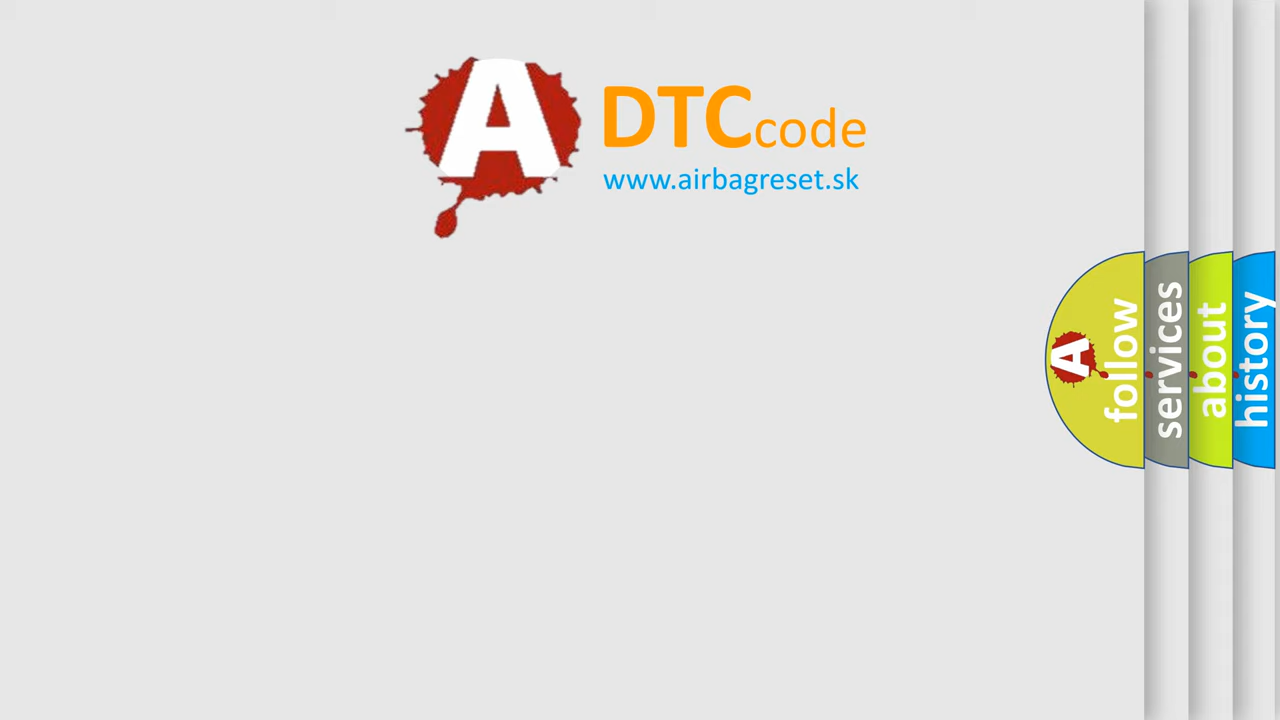 A
DTCcode
www.airbagreset.sk
A
follow
services
about
history